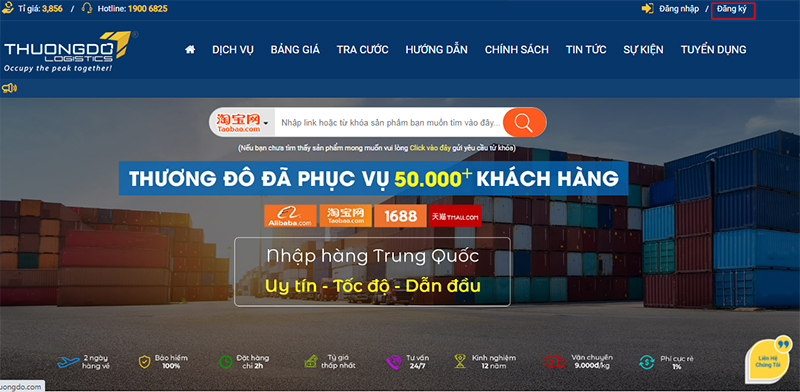 Tỉ giá: 3,856 / Hotline: 1900 6825
Đăng nhập / Đăng ký
THUONGDO
LOGISTICS
®
Occupy the peak together!
DỊCH VỤ BẢNG GIÁ TRA CƯỚC HƯỚNG DẪN CHÍNH SÁCH TIN TỨC SỰ KIỆN TUYỂN DỤNG
淘宝网
Taobao.com
Nhập link hoặc từ khóa sản phẩm bạn muốn tìm vào đây...
(Nếu bạn chưa tìm thấy sản phẩm mong muốn vui lòng Click vào đây gửi yêu cầu từ khóa)
THƯƠNG ĐÔ ĐÃ PHỤC VỤ 50.000+ KHÁCH HÀNG
Alibaba.com 淘宝网 Taobao.com 1688 天猫 TMALL.COM
Nhập hàng Trung Quốc
Uy tín - Tốc độ - Dẫn đầu
2 ngày
hàng về
Bảo hiểm
100%
Đặt hàng
chỉ 2h
Tỷ giá
thấp nhất
Tư vấn
24/7
Kinh nghiệm
12 năm
Vận chuyển
9.000đ/kg
Phí cực rẻ
1%
Liên Hệ
Chúng Tôi
uongdo.com